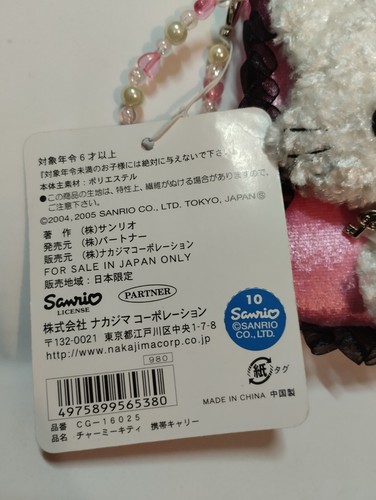 対象年令6才以上
『対象年令未満のお子様には絶対に与えないで下さい
本体主素材：ポリエステル
●この商品の生地は、特性上、繊維がぬける場合がありますので、
ご注意下さい。
©2004, 2005 SANRIO CO., LTD. TOKYO, JAPAN Ⓢ
著　作　(株)サンリオ
発売元　(株)パートナー
販売元　(株)ナカジマコーポレーション
FOR SALE IN JAPAN ONLY
販売地域：日本限定
Sanrio
LICENSE
PARTNER
10
Sanrio
©SANRIO
CO., LTD.
株式会社 ナカジマ コーポレーション
〒132-0021 東京都江戸川区中央1-7-8
http://www.nakajimacorp.co.jp
980
紙 タグ
4975899565380
MADE IN CHINA 中国製
品番 CG-16025
品名 チャーミーキティ 携帯キャリー